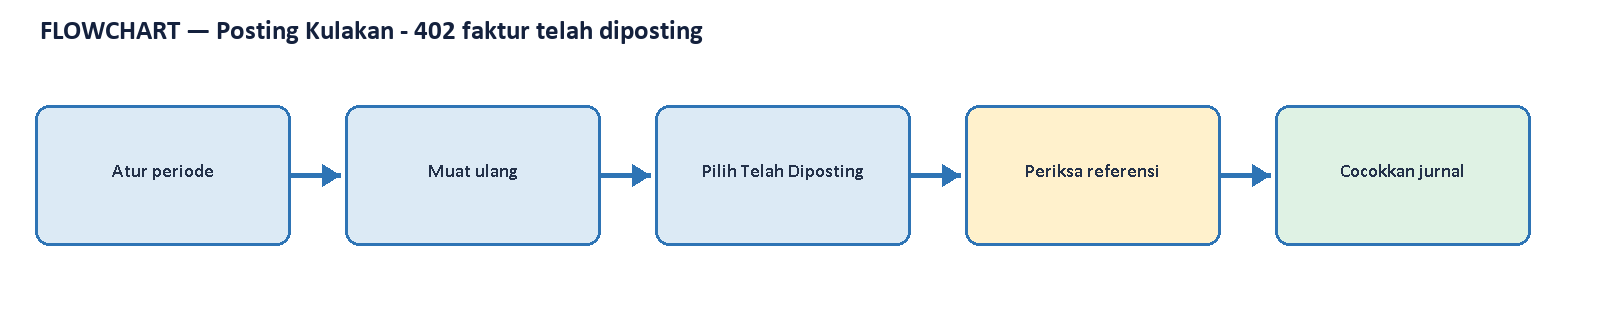 FLOWCHART — Posting Kulakan - 402 faktur telah diposting
Atur periode
Muat ulang
Pilih Telah Diposting
Periksa referensi
Cocokkan jurnal